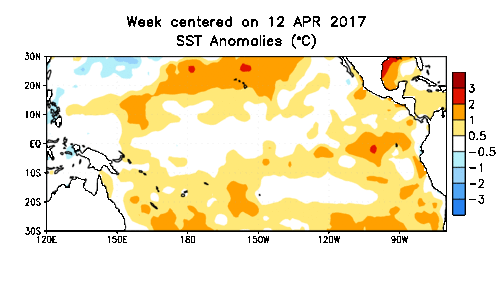 Week centered on 12 APR 2017
SST Anomalies (°C)
30N
20N
10N
EQ
10S
20S
30S
120E 150E 180 150W 120W 90W
3
2
1
0.5
-0.5
-1
-2
-3